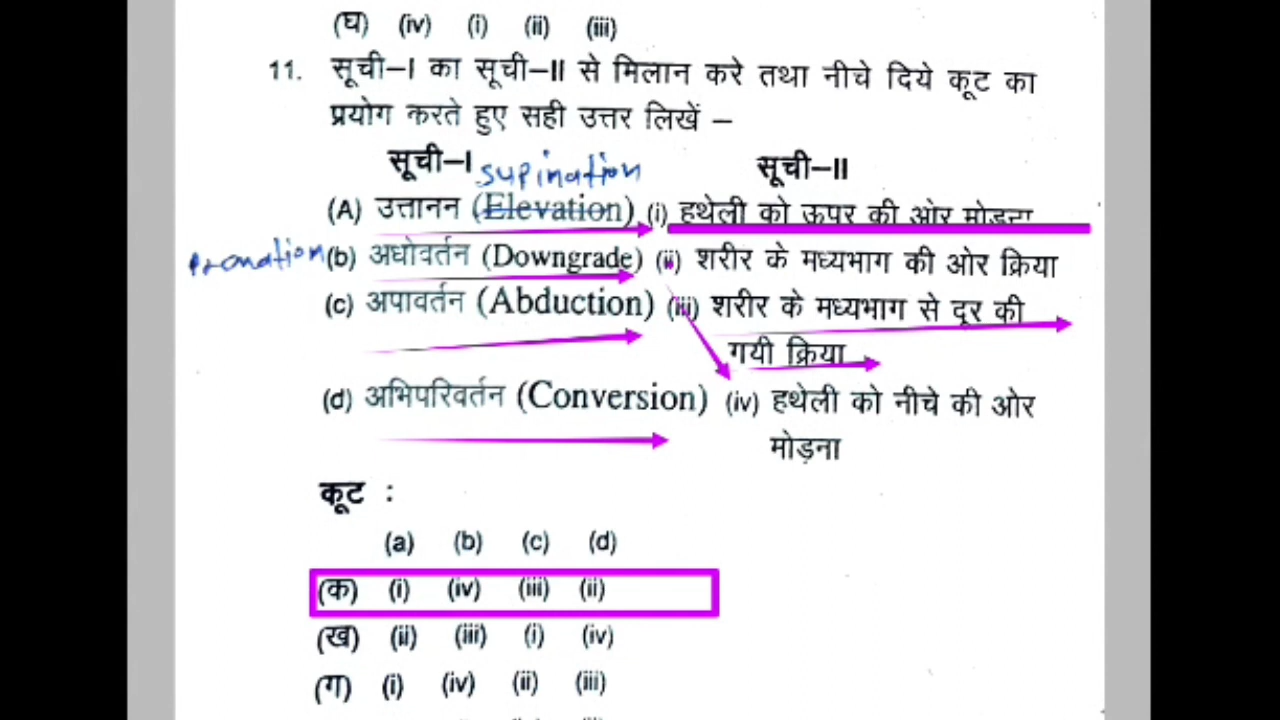 (घ) (iv) (i) (ii) (iii)
11. सूची–I का सूची–II से मिलान करे तथा नीचे दिये कूट का
प्रयोग करते हुए सही उत्तर लिखें –
सूची–I सूची–II
supination
(A) उत्तानन (Elevation) (i) हथेली को ऊपर की ओर मोड़ना
pronation (b) अधोवर्तन (Downgrade) (ii) शरीर के मध्यभाग की ओर क्रिया
(c) अपावर्तन (Abduction) (iii) शरीर के मध्यभाग से दूर की
गयी क्रिया
(d) अभिपरिवर्तन (Conversion) (iv) हथेली को नीचे की ओर
मोड़ना
कूट :
(a) (b) (c) (d)
(क) (i) (iv) (iii) (ii)
(ख) (ii) (iii) (i) (iv)
(ग) (i) (iv) (ii) (iii)